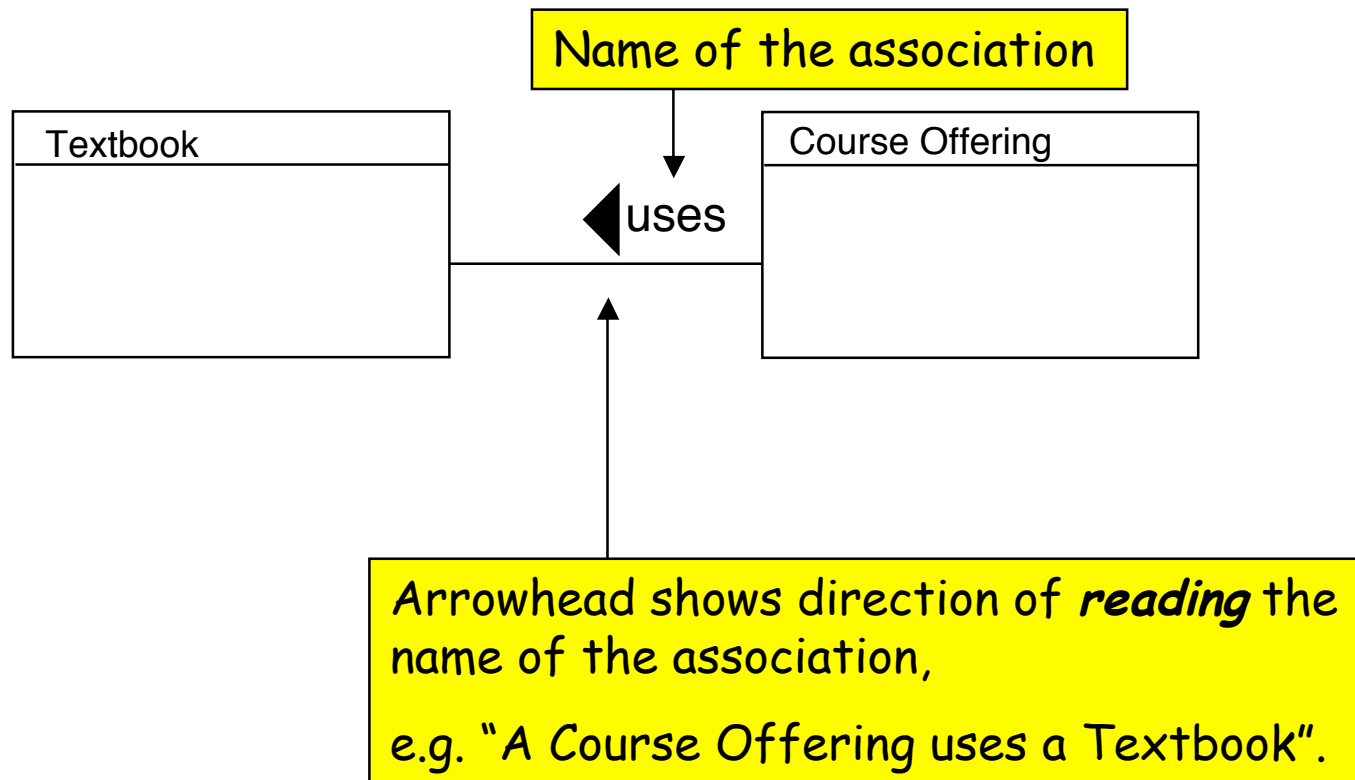 Name of the association
Textbook
Course Offering
uses
Arrowhead shows direction of reading the
name of the association,
e.g. “A Course Offering uses a Textbook”.